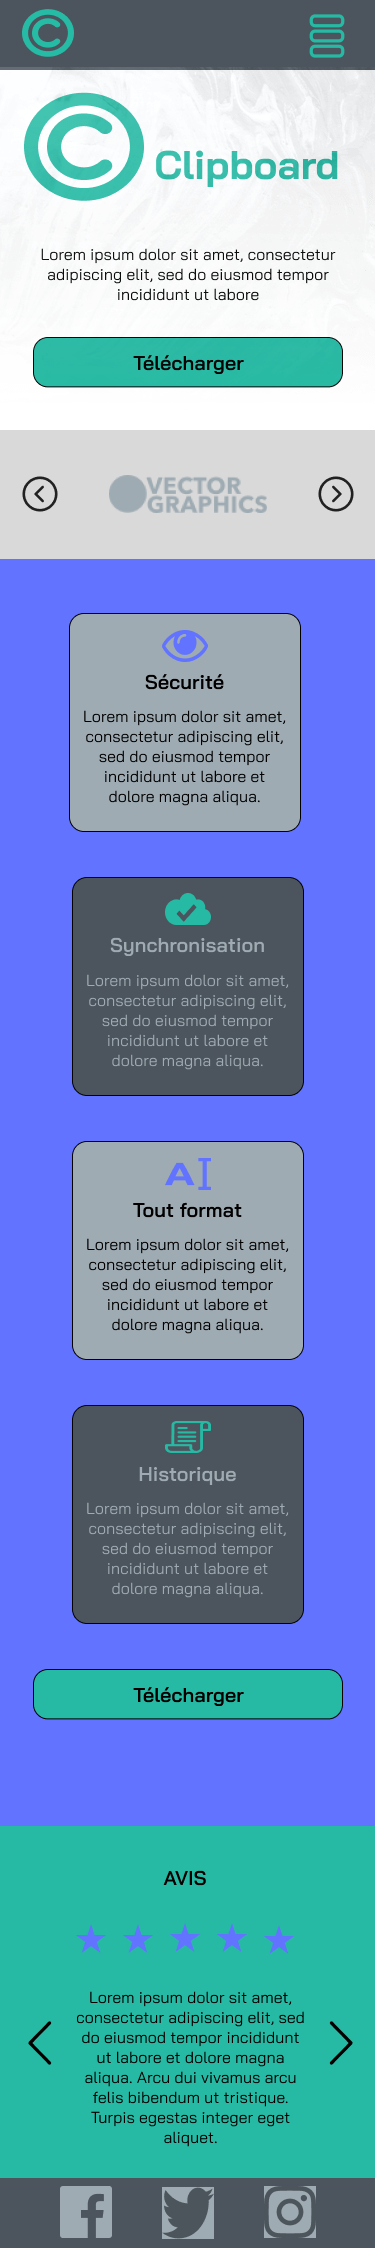 Clipboard
Lorem ipsum dolor sit amet, consectetur
adipiscing elit, sed do eiusmod tempor
incididunt ut labore
Télécharger
VECTOR
GRAPHICS
Sécurité
Lorem ipsum dolor sit amet,
consectetur adipiscing elit,
sed do eiusmod tempor
incididunt ut labore et
dolore magna aliqua.
Synchronisation
Lorem ipsum dolor sit amet,
consectetur adipiscing elit,
sed do eiusmod tempor
incididunt ut labore et
dolore magna aliqua.
Tout format
Lorem ipsum dolor sit amet,
consectetur adipiscing elit,
sed do eiusmod tempor
incididunt ut labore et
dolore magna aliqua.
Historique
Lorem ipsum dolor sit amet,
consectetur adipiscing elit,
sed do eiusmod tempor
incididunt ut labore et
dolore magna aliqua.
Télécharger
AVIS
Lorem ipsum dolor sit amet,
consectetur adipiscing elit, sed
do eiusmod tempor incididunt
ut labore et dolore magna
aliqua. Arcu dui vivamus arcu
felis bibendum ut tristique.
Turpis egestas integer eget
aliquet.